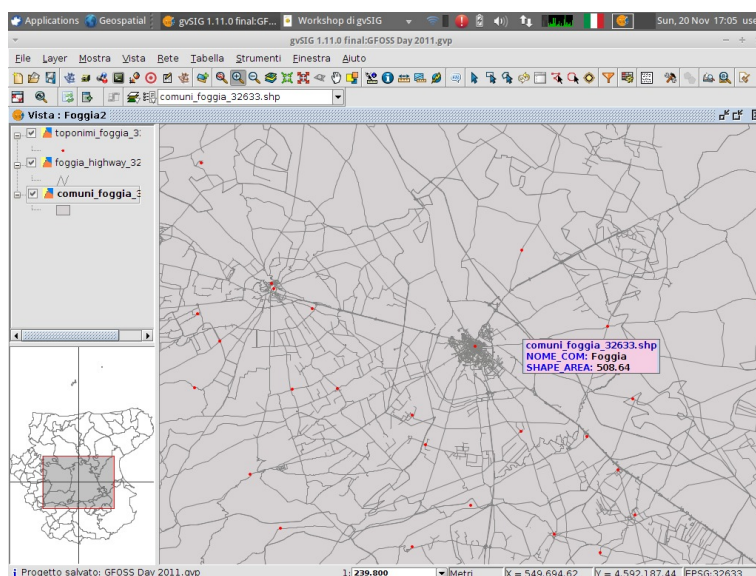 Applications Geospatial gvSIG 1.11.0 final:GF... Workshop di gvSIG Sun, 20 Nov 17:05 use
gvSIG 1.11.0 final:GFOSS Day 2011.gvp
File Layer Mostra Vista Rete Tabella Strumenti Finestra Aiuto
comuni_foggia_32633.shp
Vista : Foggia2
toponimi_foggia_3
foggia_highway_32
comuni_foggia_3
comuni_foggia_32633.shp
NOME_COM: Foggia
SHAPE_AREA: 508.64
Progetto salvato: GFOSS Day 2011.gvp 1: 239.800 Metri X = 549.694,62 Y = 4.592.187,44 EPSG:32633